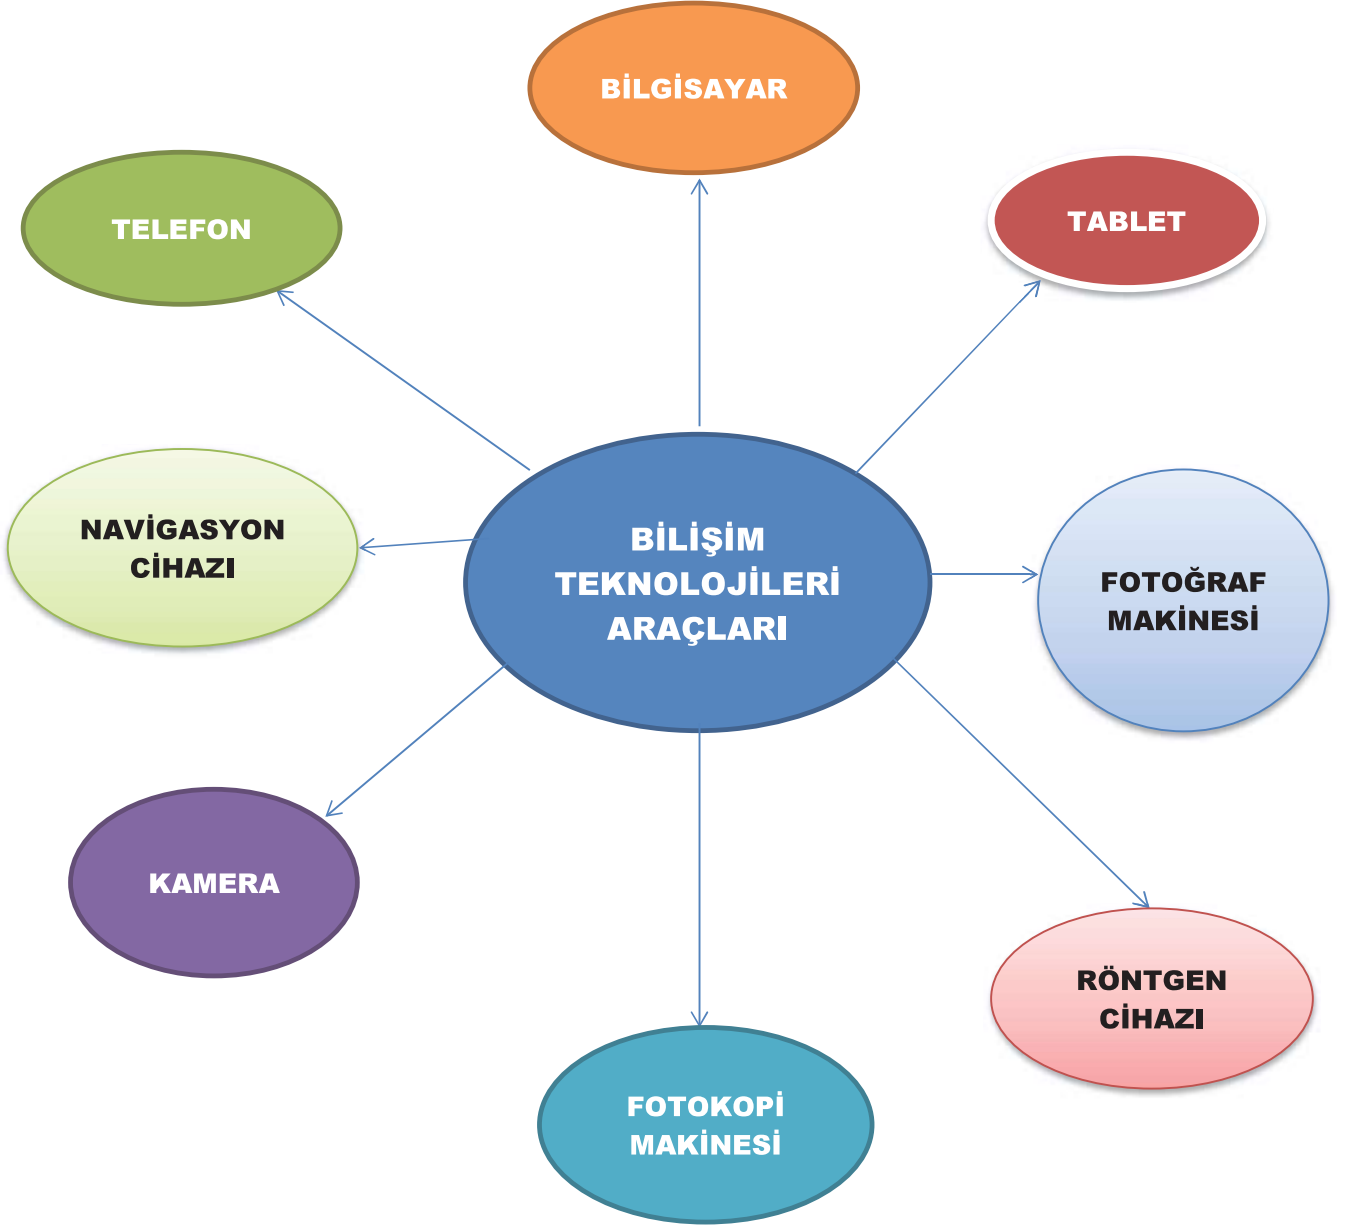 BİLGİSAYAR
TELEFON
TABLET
NAVİGASYON
CİHAZI
BİLİŞİM
TEKNOLOJİLERİ
ARAÇLARI
FOTOĞRAF
MAKİNESİ
KAMERA
RÖNTGEN
CİHAZI
FOTOKOPİ
MAKİNESİ